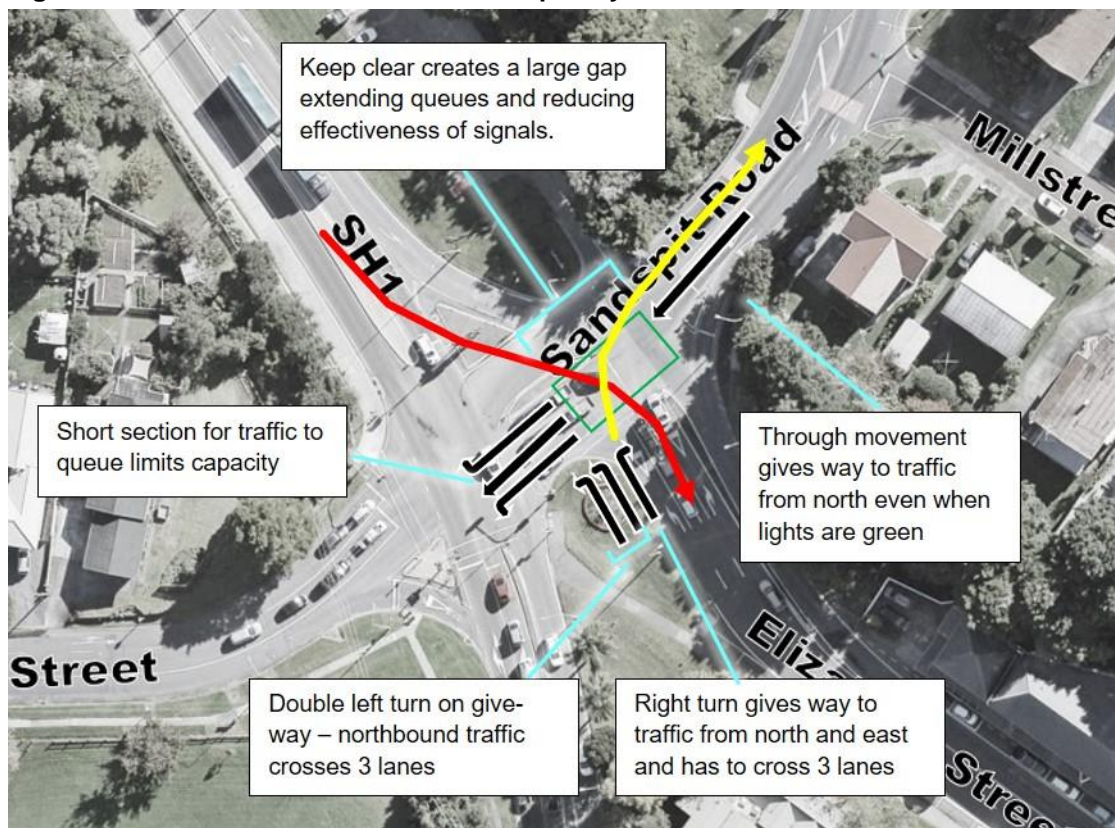 Keep clear creates a large gap
extending queues and reducing
effectiveness of signals.
Millstre
Sandspit Road
SH1
Short section for traffic to
queue limits capacity
Through movement
gives way to traffic
from north even when
lights are green
Street
Double left turn on give-
way – northbound traffic
crosses 3 lanes
Right turn gives way to
traffic from north and east
and has to cross 3 lanes
Eliza
Street